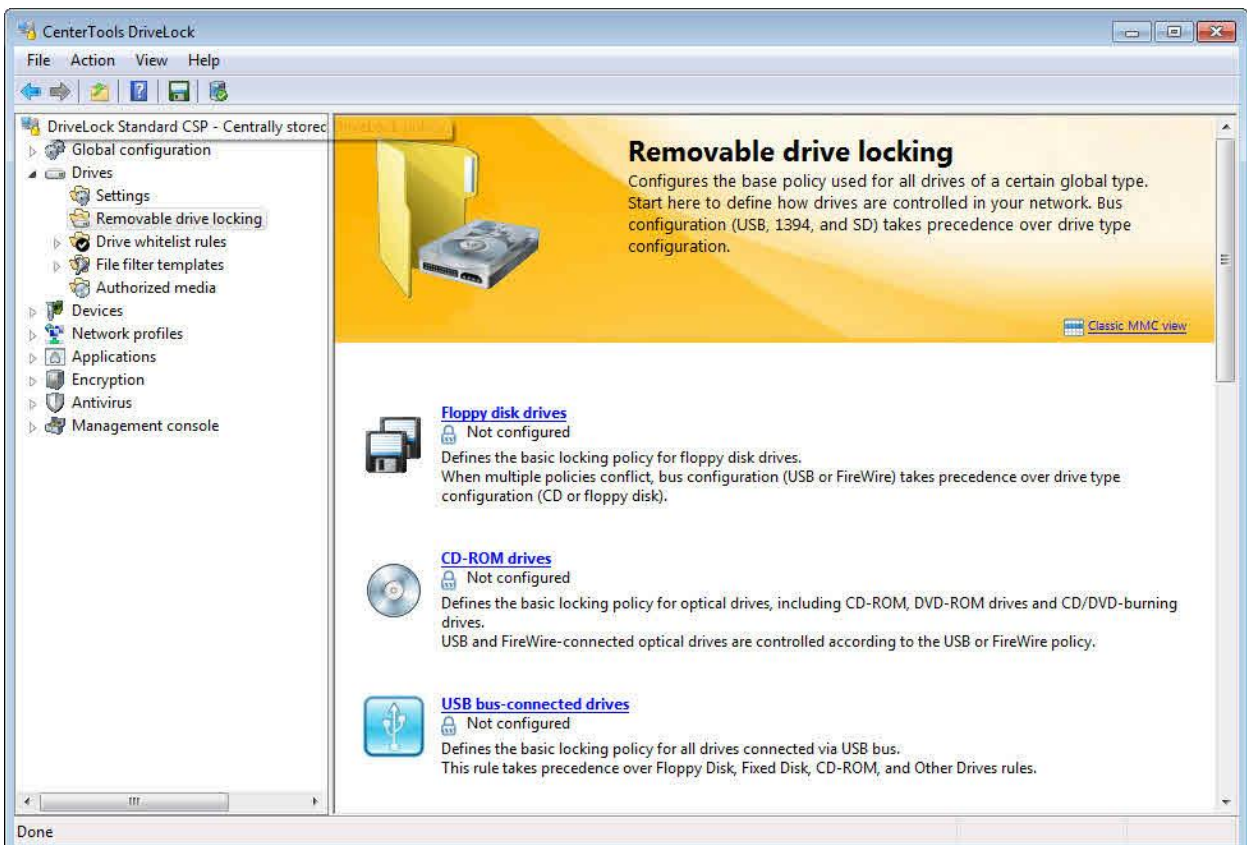 CenterTools DriveLock
File Action View Help
DriveLock Standard CSP - Centrally stored DriveLock policy
Global configuration
Drives
Settings
Removable drive locking
Drive whitelist rules
File filter templates
Authorized media
Devices
Network profiles
Applications
Encryption
Antivirus
Management console
Removable drive locking
Configures the base policy used for all drives of a certain global type.
Start here to define how drives are controlled in your network. Bus
configuration (USB, 1394, and SD) takes precedence over drive type
configuration.
Classic MMC view
Floppy disk drives
Not configured
Defines the basic locking policy for floppy disk drives.
When multiple policies conflict, bus configuration (USB or FireWire) takes precedence over drive type
configuration (CD or floppy disk).
CD-ROM drives
Not configured
Defines the basic locking policy for optical drives, including CD-ROM, DVD-ROM drives and CD/DVD-burning
drives.
USB and FireWire-connected optical drives are controlled according to the USB or FireWire policy.
USB bus-connected drives
Not configured
Defines the basic locking policy for all drives connected via USB bus.
This rule takes precedence over Floppy Disk, Fixed Disk, CD-ROM, and Other Drives rules.
Done